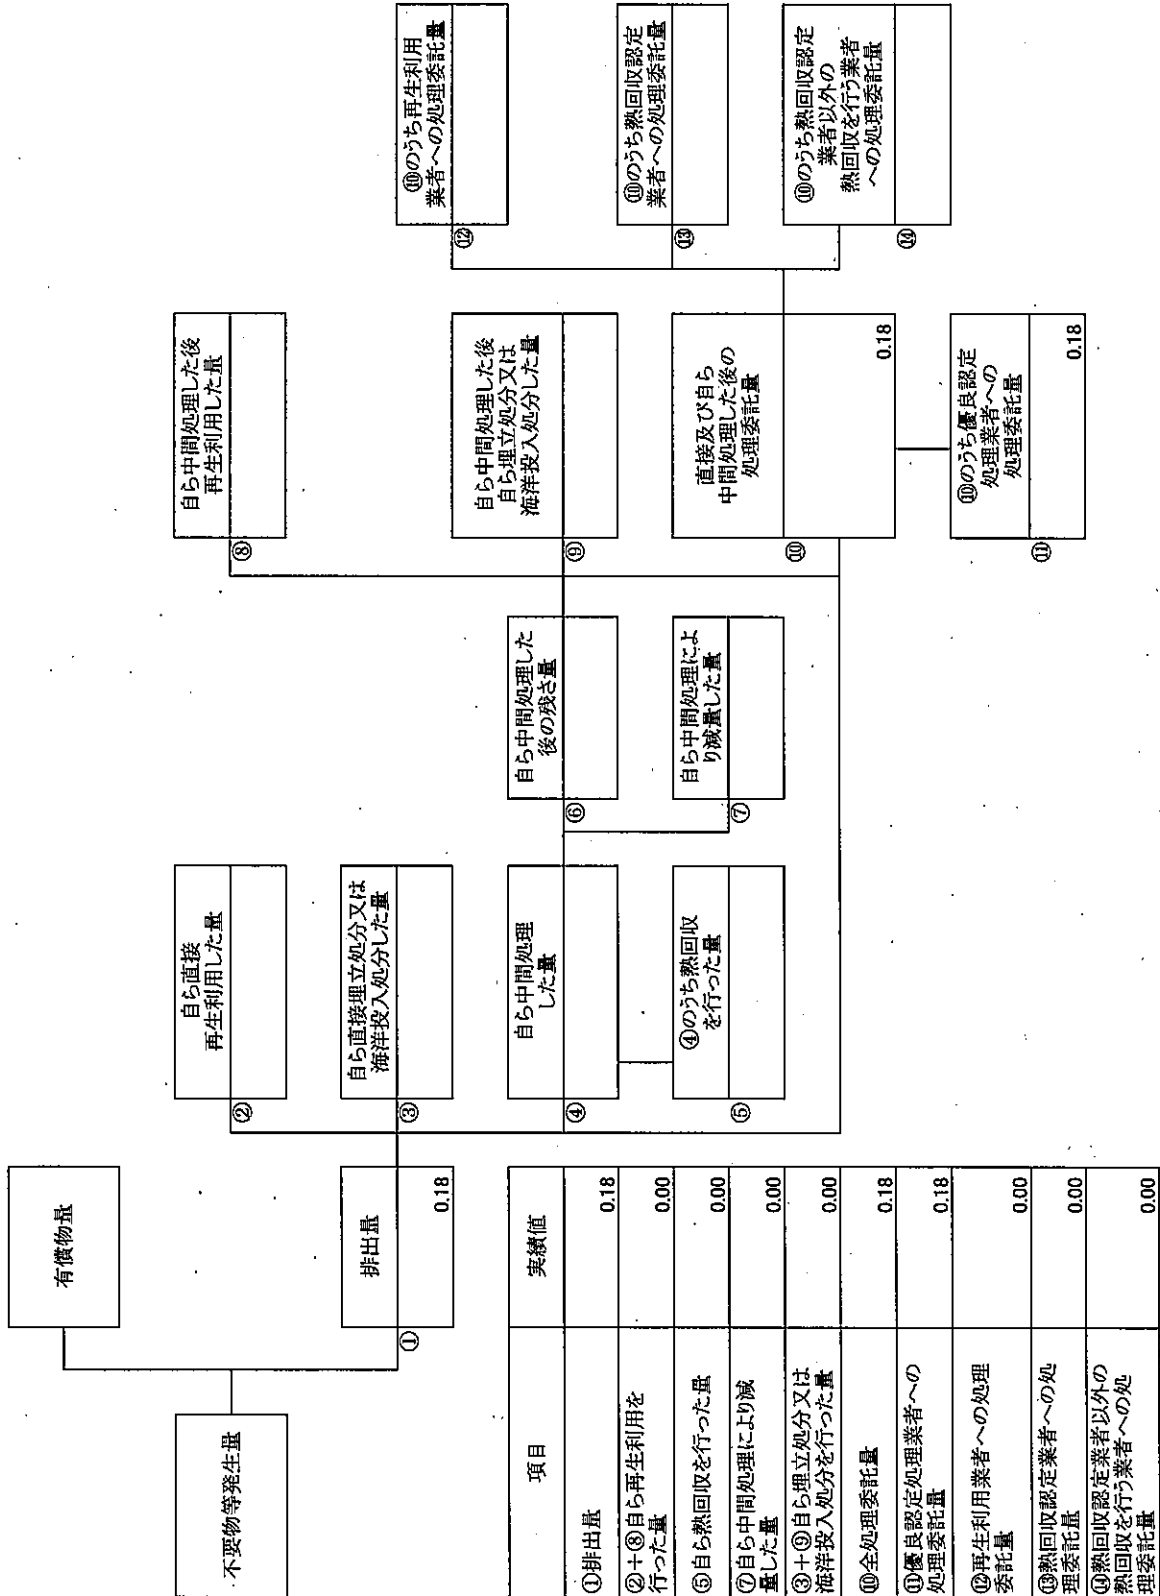 不要物等発生量
有償物量
排出量
①
0.18
自ら直接
再生利用した量
②
自ら直接埋立処分又は
海洋投入処分した量
③
自ら中間処理
した量
④
④のうち熱回収
を行った量
⑤
自ら中間処理した
後の残さ量
⑥
自ら中間処理によ
り減量した量
⑦
自ら中間処理した後
再生利用した量
⑧
自ら中間処理した後
自ら埋立処分又は
海洋投入処分した量
⑨
直接及び自ら
中間処理した後の
処理委託量
⑩
0.18
⑩のうち優良認定
処理業者への
処理委託量
⑪
0.18
⑩のうち再生利用
業者への処理委託量
⑫
⑩のうち熱回収認定
業者への処理委託量
⑬
⑩のうち熱回収認定
業者以外の
熱回収を行う業者
への処理委託量
⑭
項目 実績値
①排出量 0.18
②+⑧自ら再生利用を
行った量 0.00
⑤自ら熱回収を行った量 0.00
⑦自ら中間処理により減
量した量 0.00
③+⑨自ら埋立処分又は
海洋投入処分を行った量 0.00
⑩全処理委託量 0.18
⑪優良認定処理業者への
処理委託量 0.18
⑫再生利用業者への処理
委託量 0.00
⑬熱回収認定業者への処
理委託量 0.00
⑭熱回収認定業者以外の
熱回収を行う業者への処
理委託量 0.00